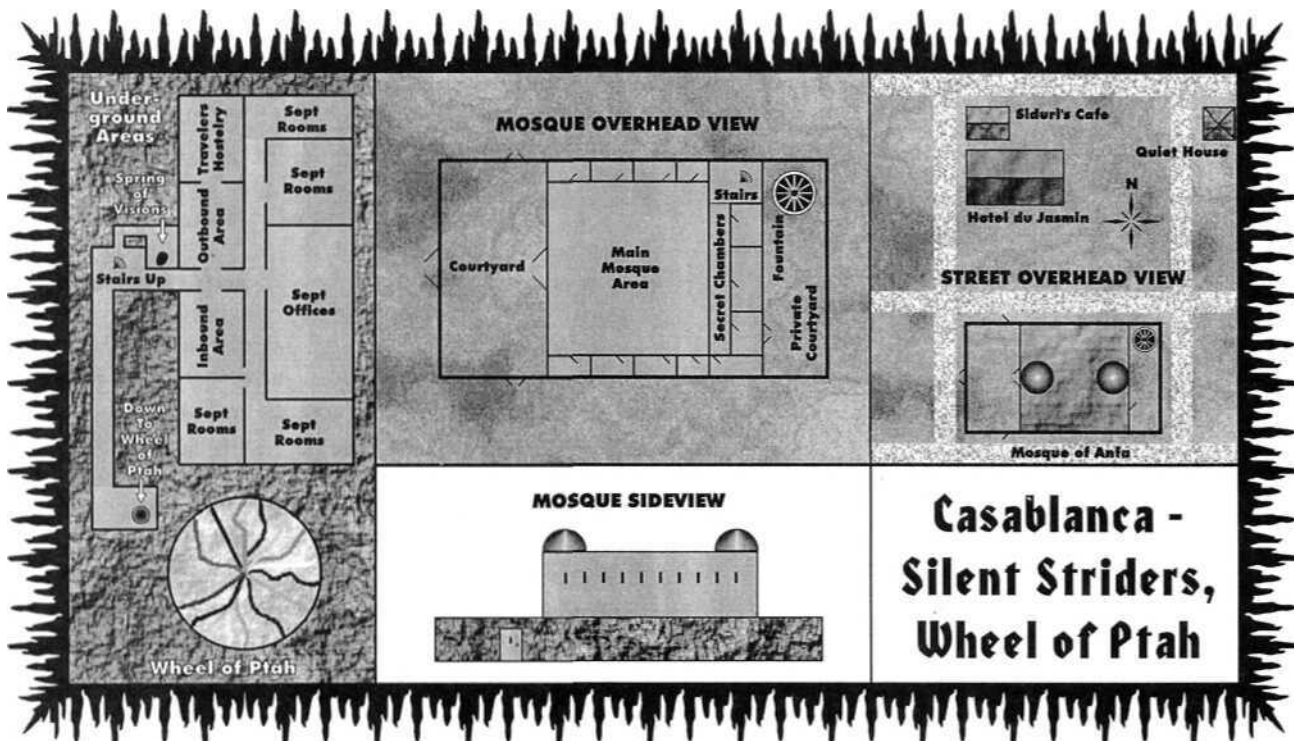 Under-
ground
Areas
Spring
of
Visions
Stairs Up
Down
To
Wheel
of
Ptah
Travelers
Hostelry
Outbound
Area
Inbound
Area
Sept
Rooms
Sept
Rooms
Sept
Rooms
Sept
Offices
Sept
Rooms
Wheel of Ptah
MOSQUE OVERHEAD VIEW
Courtyard
Main
Mosque
Area
Stairs
Secret Chambers
Fountain
Private
Courtyard
MOSQUE SIDEVIEW
Siduri's Cafe
Quiet House
Hotel du Jasmin
N
STREET OVERHEAD VIEW
Mosque of Anfa
Casablanca -
Silent Striders,
Wheel of Ptah